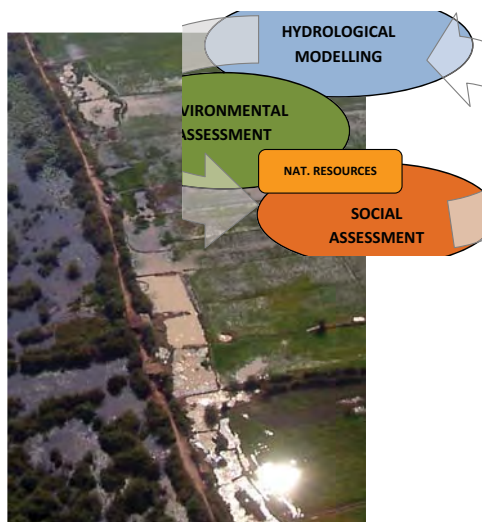 HYDROLOGICAL
MODELLING
VIRONMENTAL
ASSESSMENT
NAT. RESOURCES
SOCIAL
ASSESSMENT